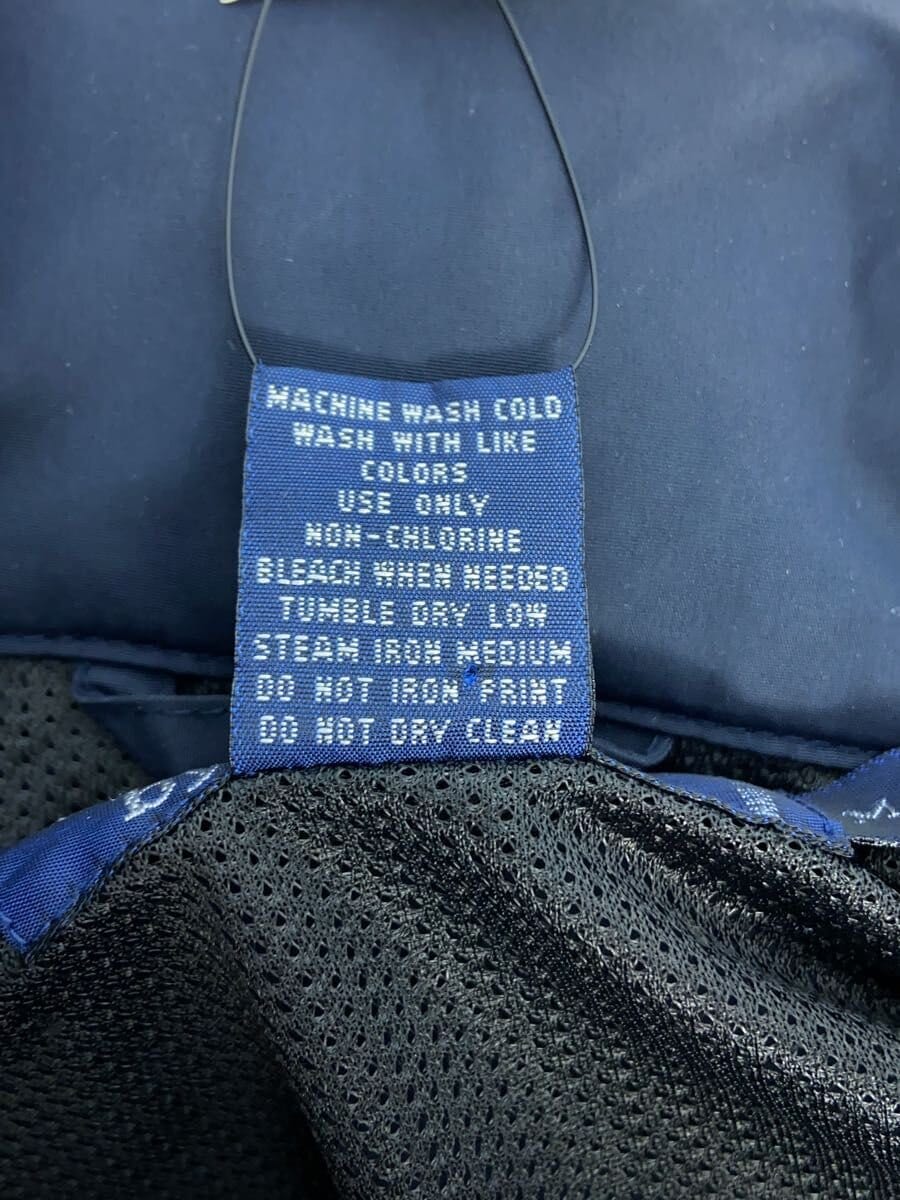 MACHINE WASH COLD
WASH WITH LIKE
COLORS
USE ONLY
NON-CHLORINE
BLEACH WHEN NEEDED
TUMBLE DRY LOW
STEAM IRON MEDIUM
DO NOT IRON PRINT
DO NOT DRY CLEAN